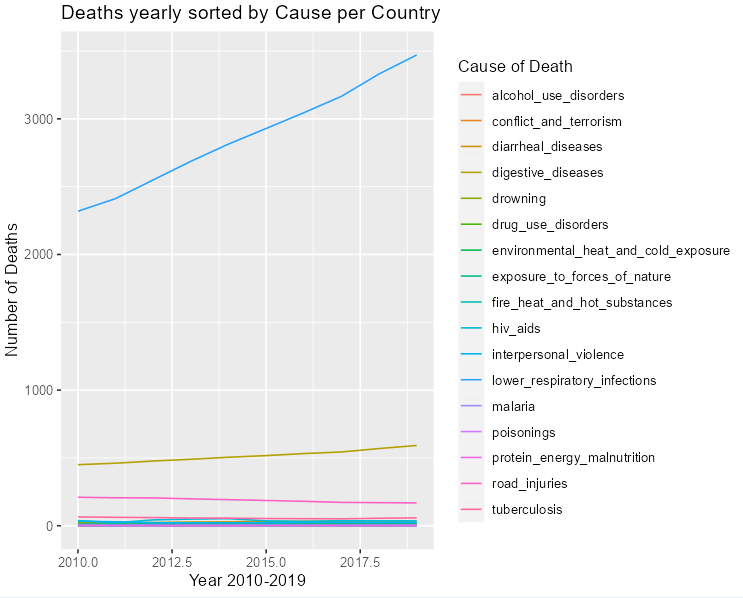 Deaths yearly sorted by Cause per Country
Number of Deaths
3000
2000
1000
0
2010.0 2012.5 2015.0 2017.5
Year 2010-2019
Cause of Death
alcohol_use_disorders
conflict_and_terrorism
diarrheal_diseases
digestive_diseases
drowning
drug_use_disorders
environmental_heat_and_cold_exposure
exposure_to_forces_of_nature
fire_heat_and_hot_substances
hiv_aids
interpersonal_violence
lower_respiratory_infections
malaria
poisonings
protein_energy_malnutrition
road_injuries
tuberculosis